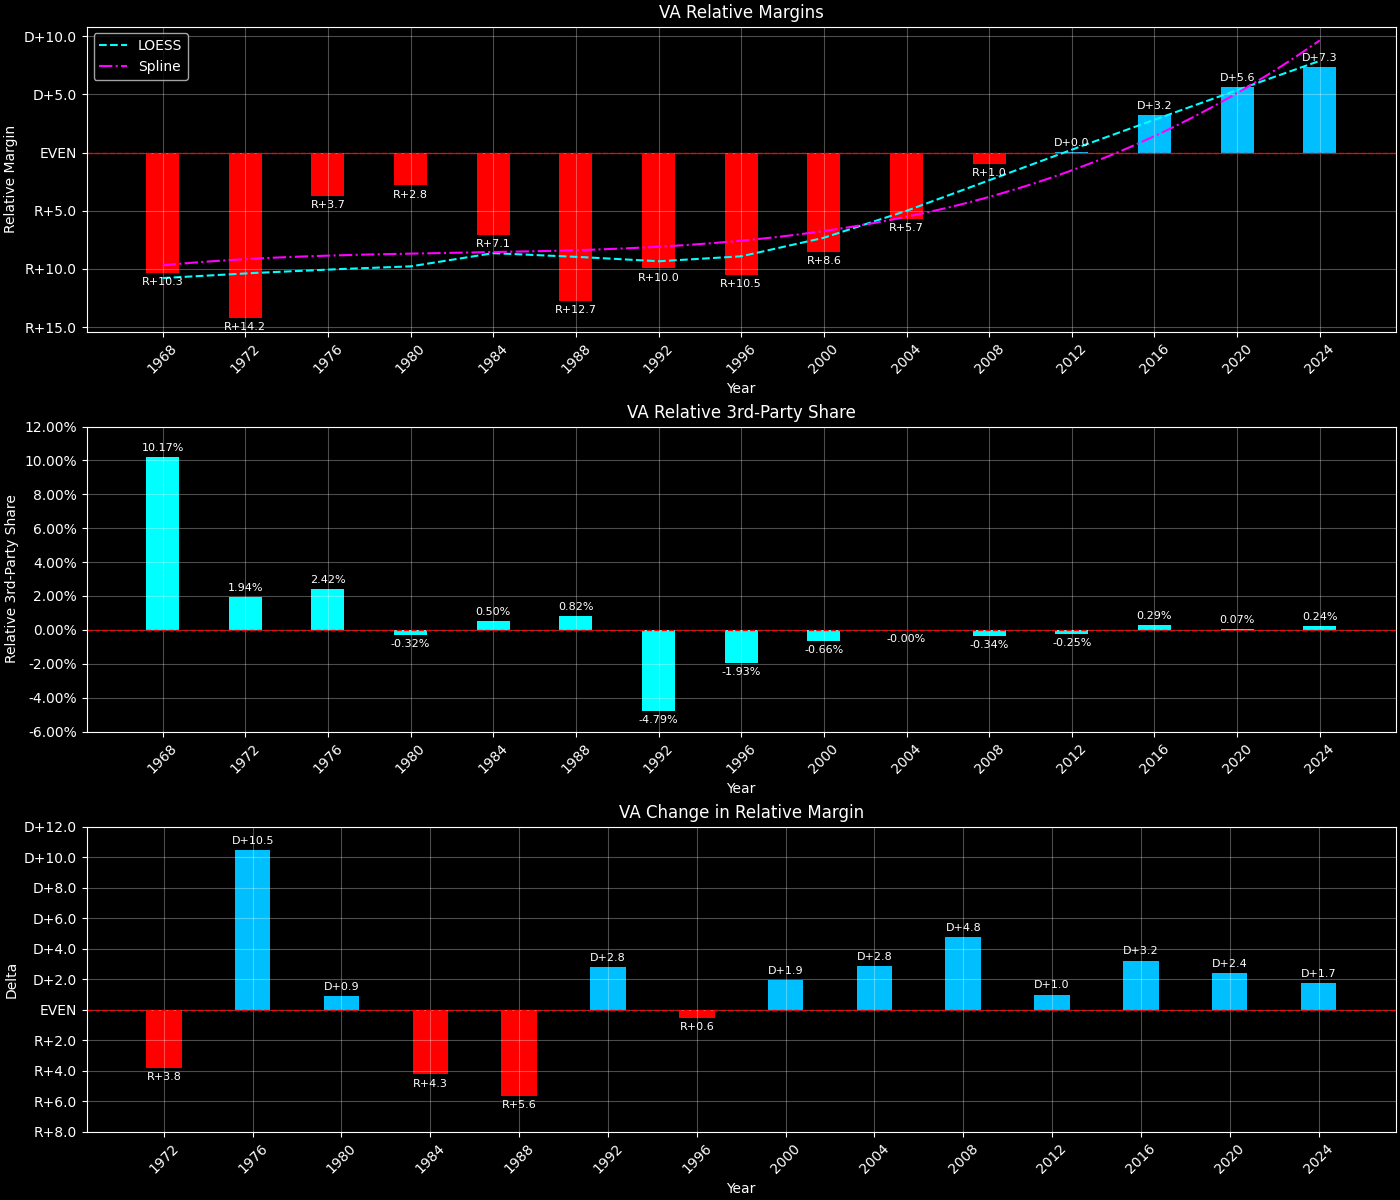 VA Relative Margins
LOESS
Spline
D+10.0
D+5.0
EVEN
R+5.0
R+10.0
R+15.0
Relative Margin
R+10.3
R+14.2
R+3.7
R+2.8
R+7.1
R+12.7
R+10.0
R+10.5
R+8.6
R+5.7
R+1.0
D+0.0
D+3.2
D+5.6
D+7.3
1968
1972
1976
1980
1984
1988
1992
1996
2000
2004
2008
2012
2016
2020
2024
Year
VA Relative 3rd-Party Share
12.00%
10.00%
8.00%
6.00%
4.00%
2.00%
0.00%
-2.00%
-4.00%
-6.00%
Relative 3rd-Party Share
10.17%
1.94%
2.42%
-0.32%
0.50%
0.82%
-4.79%
-1.93%
-0.66%
-0.00%
-0.34%
-0.25%
0.29%
0.07%
0.24%
1968
1972
1976
1980
1984
1988
1992
1996
2000
2004
2008
2012
2016
2020
2024
Year
VA Change in Relative Margin
D+12.0
D+10.0
D+8.0
D+6.0
D+4.0
D+2.0
EVEN
R+2.0
R+4.0
R+6.0
R+8.0
Delta
R+3.8
D+10.5
D+0.9
R+4.3
R+5.6
D+2.8
R+0.6
D+1.9
D+2.8
D+4.8
D+1.0
D+3.2
D+2.4
D+1.7
1972
1976
1980
1984
1988
1992
1996
2000
2004
2008
2012
2016
2020
2024
Year